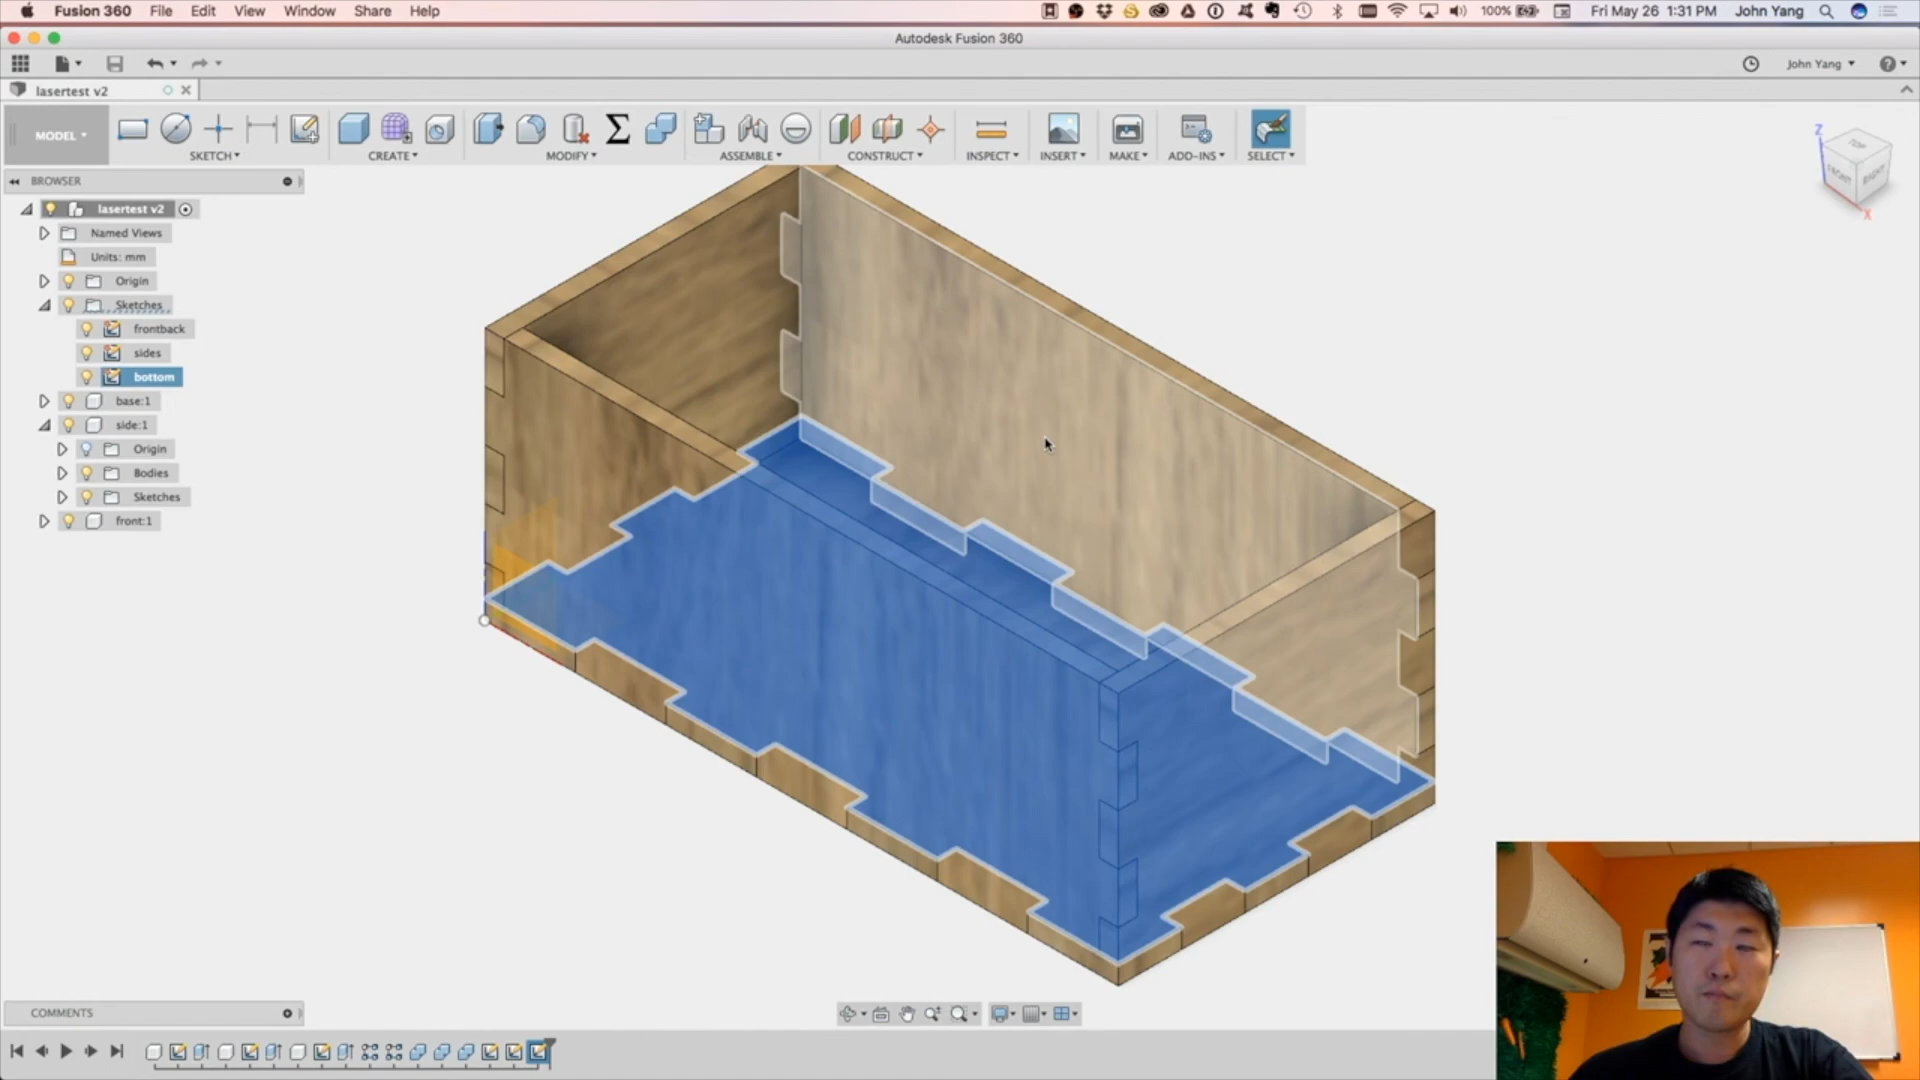 Fusion 360 File Edit View Window Share Help 100% Fri May 26 1:31 PM John Yang
Autodesk Fusion 360
John Yang
lasertest v2
MODEL
SKETCH CREATE MODIFY ASSEMBLE CONSTRUCT INSPECT INSERT MAKE ADD-INS SELECT
BROWSER
lasertest v2
Named Views
Units: mm
Origin
Sketches
frontback
sides
bottom
base:1
side:1
Origin
Bodies
Sketches
front:1
Z
TOP
FRONT
RIGHT
X
COMMENTS